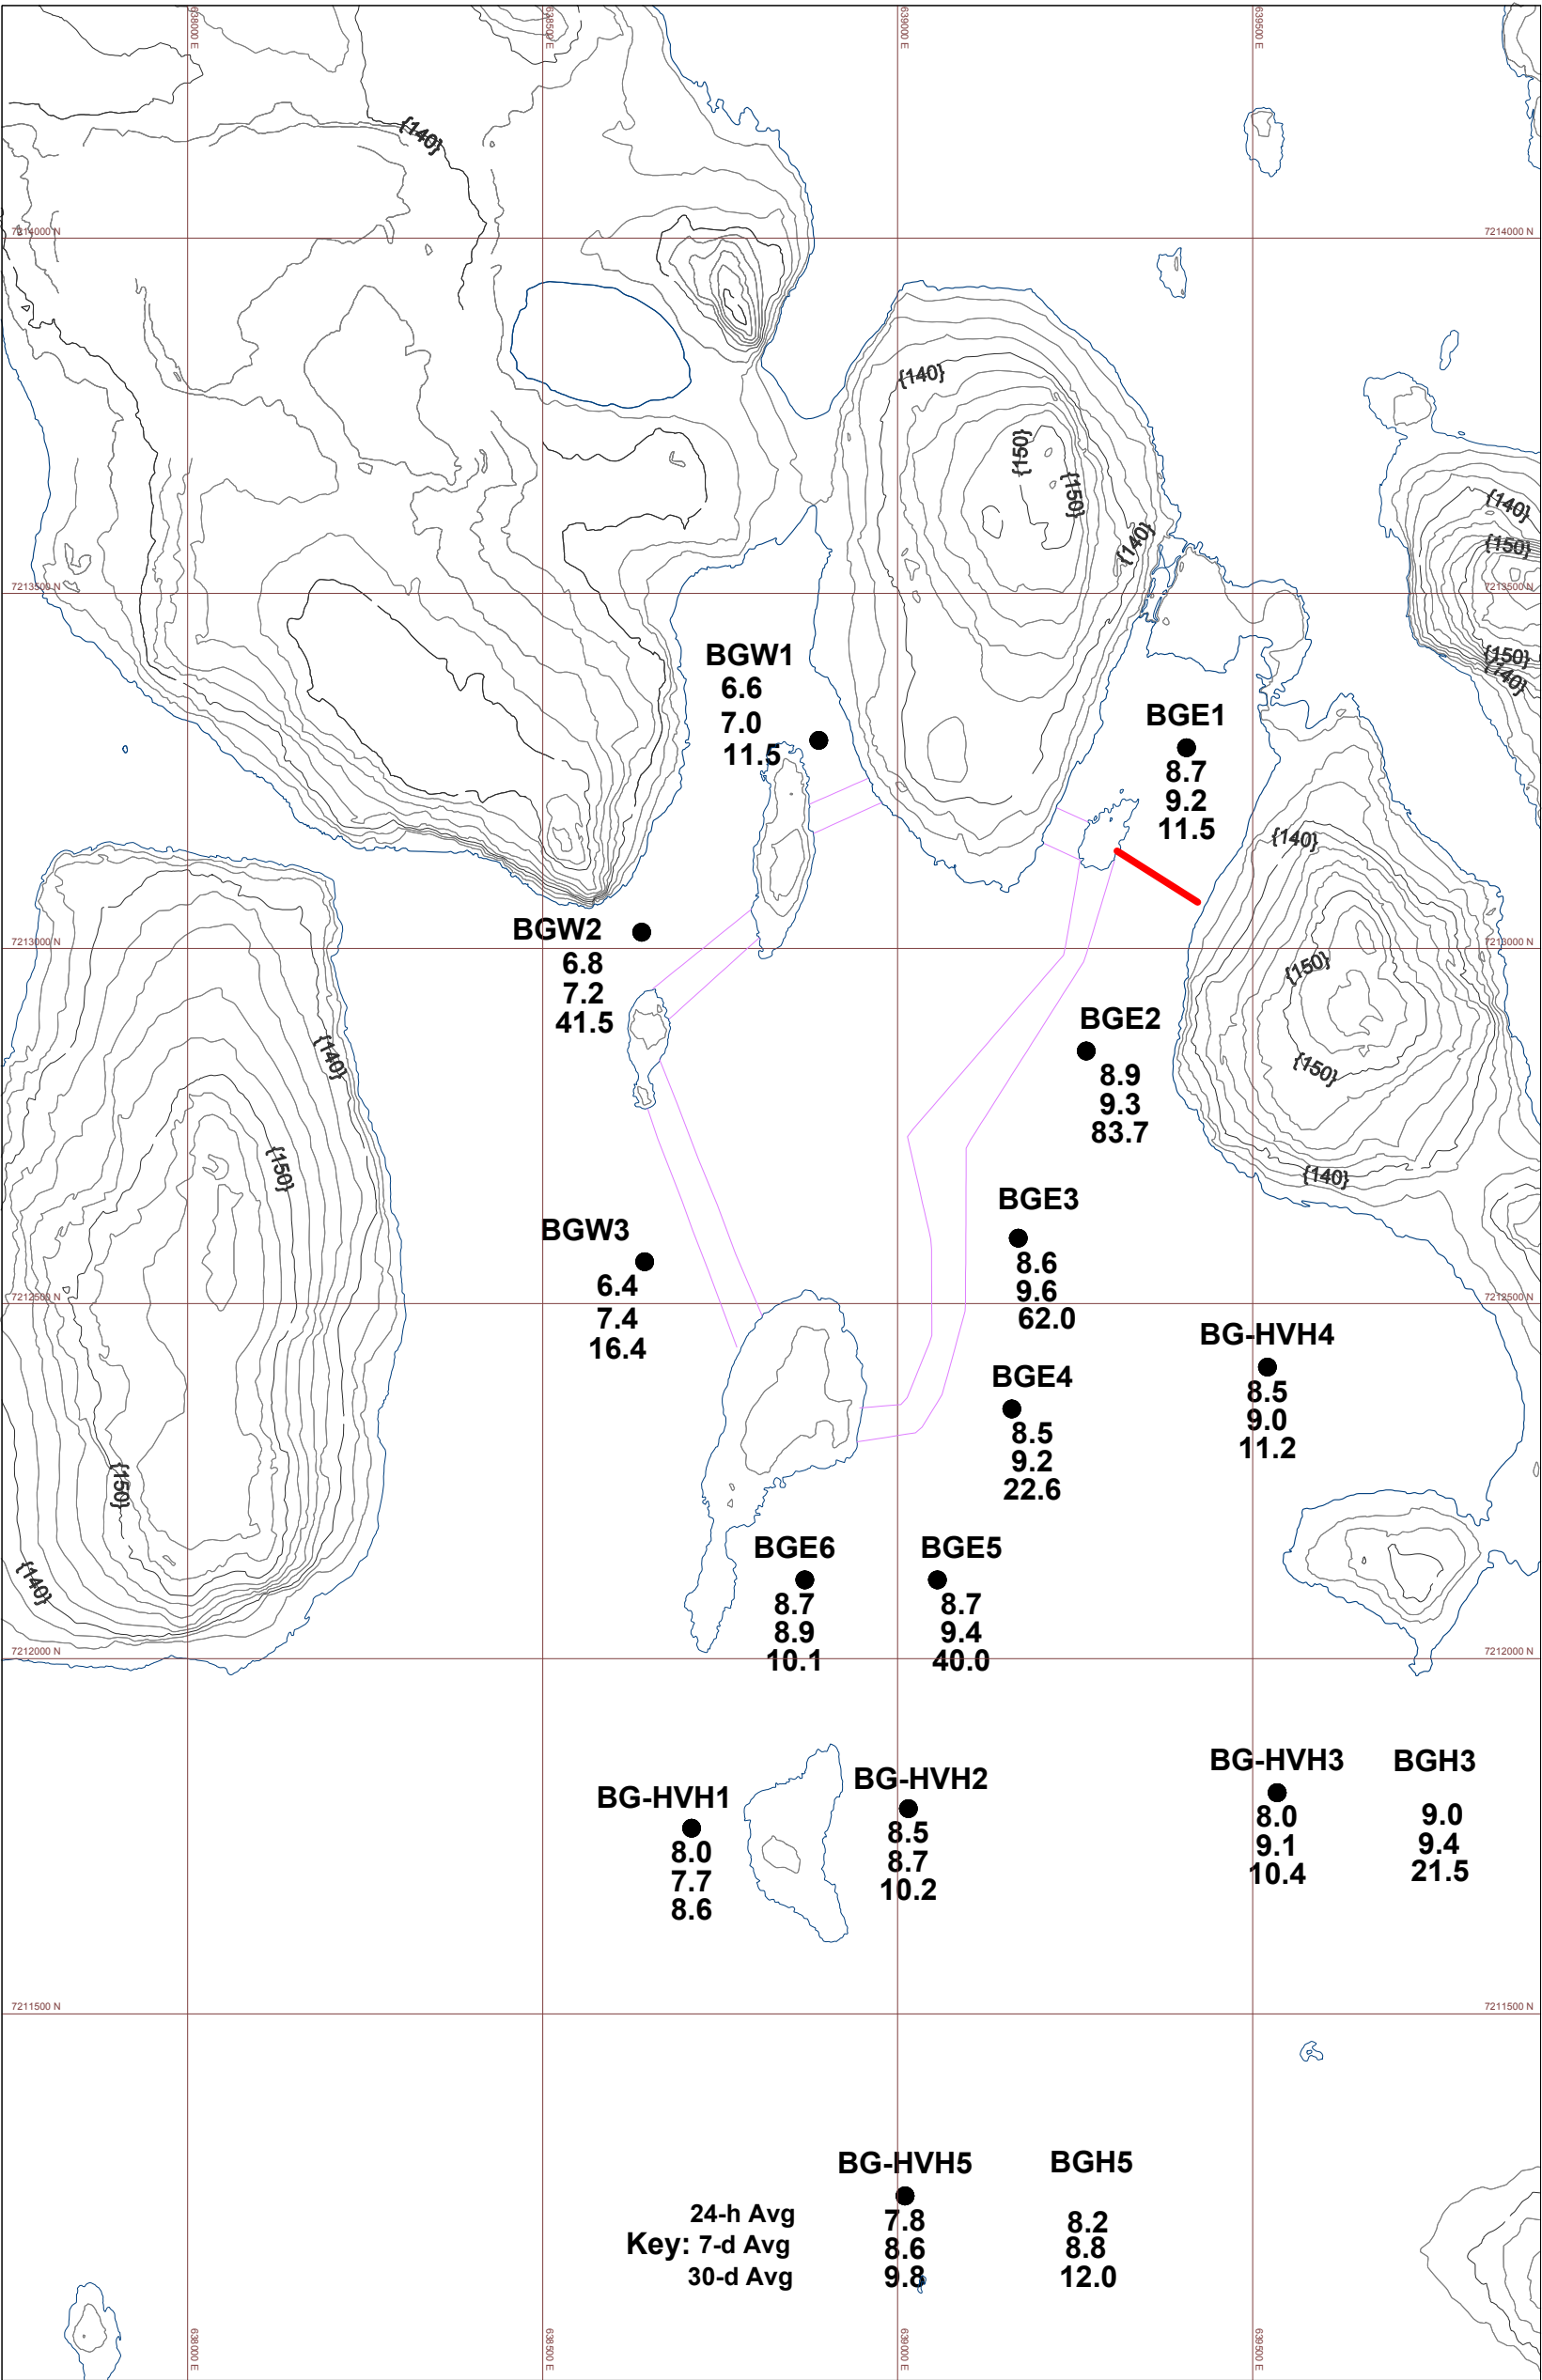 638000 E
638500 E
639000 E
639500 E
{140}
7214000 N
7214000 N
{140}
{150}
{150}
{140}
{140}
{150}
7213500 N
7213500 N
{150}
{140}
BGW1
6.6
7.0
11.5
BGE1
8.7
9.2
11.5
{140}
BGW2
6.8
7.2
41.5
7213000 N
7213000 N
{150}
{140}
{150}
BGE2
8.9
9.3
83.7
{150}
{140}
BGE3
8.6
9.6
62.0
BGW3
6.4
7.4
16.4
7212500 N
7212500 N
BG-HVH4
8.5
9.0
11.2
BGE4
8.5
9.2
22.6
{150}
{140}
BGE6
8.7
8.9
10.1
BGE5
8.7
9.4
40.0
7212000 N
7212000 N
BG-HVH1
8.0
7.7
8.6
BG-HVH2
8.5
8.7
10.2
BG-HVH3
8.0
9.1
10.4
BGH3
9.0
9.4
21.5
7211500 N
7211500 N
BG-HVH5
7.8
8.6
9.8
BGH5
8.2
8.8
12.0
24-h Avg
Key: 7-d Avg
30-d Avg
638000 E
638500 E
639000 E
639500 E